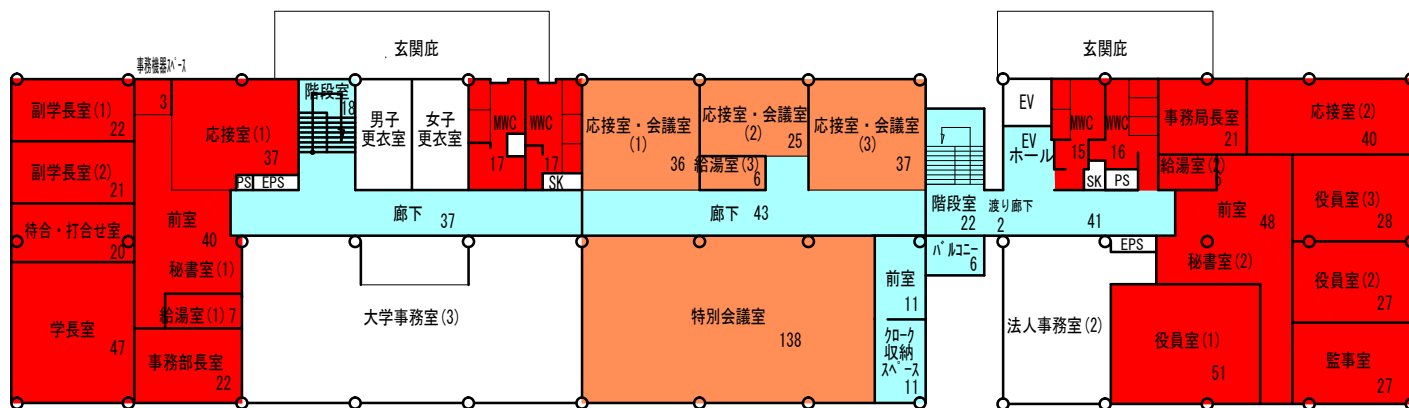 玄関庇
玄関庇
事務機器ｽﾍﾟｰｽ
副学長室(1)
22
3
応接室(1)
37
階段室
18
男子
更衣室
女子
更衣室
MWC
17
WWC
17
応接室・会議室
(1)
36
応接室・会議室
(2)
25
給湯室(3)
6
応接室・会議室
(3)
37
EV
EV
ホール
MWC
15
WWC
16
事務局長室
21
応接室(2)
40
副学長室(2)
21
PS
EPS
SK
SK
PS
給湯室(2)
待合・打合せ室
20
前室
40
廊下
37
廊下 43
階段室
22
渡り廊下
2
41
前室
48
役員室(3)
28
秘書室(1)
バルコニー
6
EPS
秘書室(2)
役員室(2)
27
学長室
47
給湯室(1) 7
大学事務室(3)
特別会議室
138
前室
11
法人事務室(2)
役員室(1)
51
事務部長室
22
ｸﾛｰｸ
収納
ｽﾍﾟｰｽ
11
監事室
27